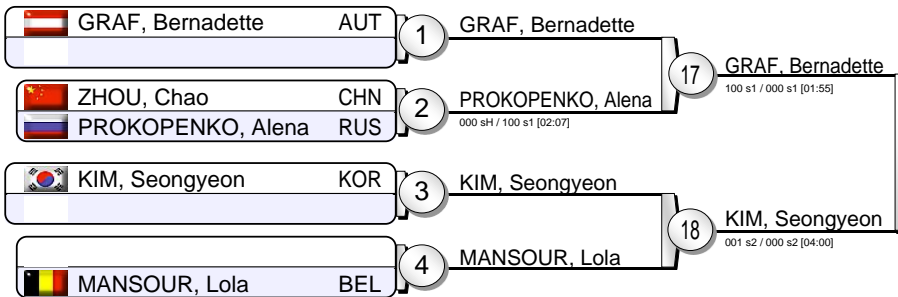 GRAF, Bernadette AUT
1
GRAF, Bernadette
17
GRAF, Bernadette
100 s1 / 000 s1 [01:55]
ZHOU, Chao CHN
PROKOPENKO, Alena RUS
2
PROKOPENKO, Alena
000 sH / 100 s1 [02:07]
KIM, Seongyeon KOR
3
KIM, Seongyeon
18
KIM, Seongyeon
001 s2 / 000 s2 [04:00]
MANSOUR, Lola BEL
4
MANSOUR, Lola